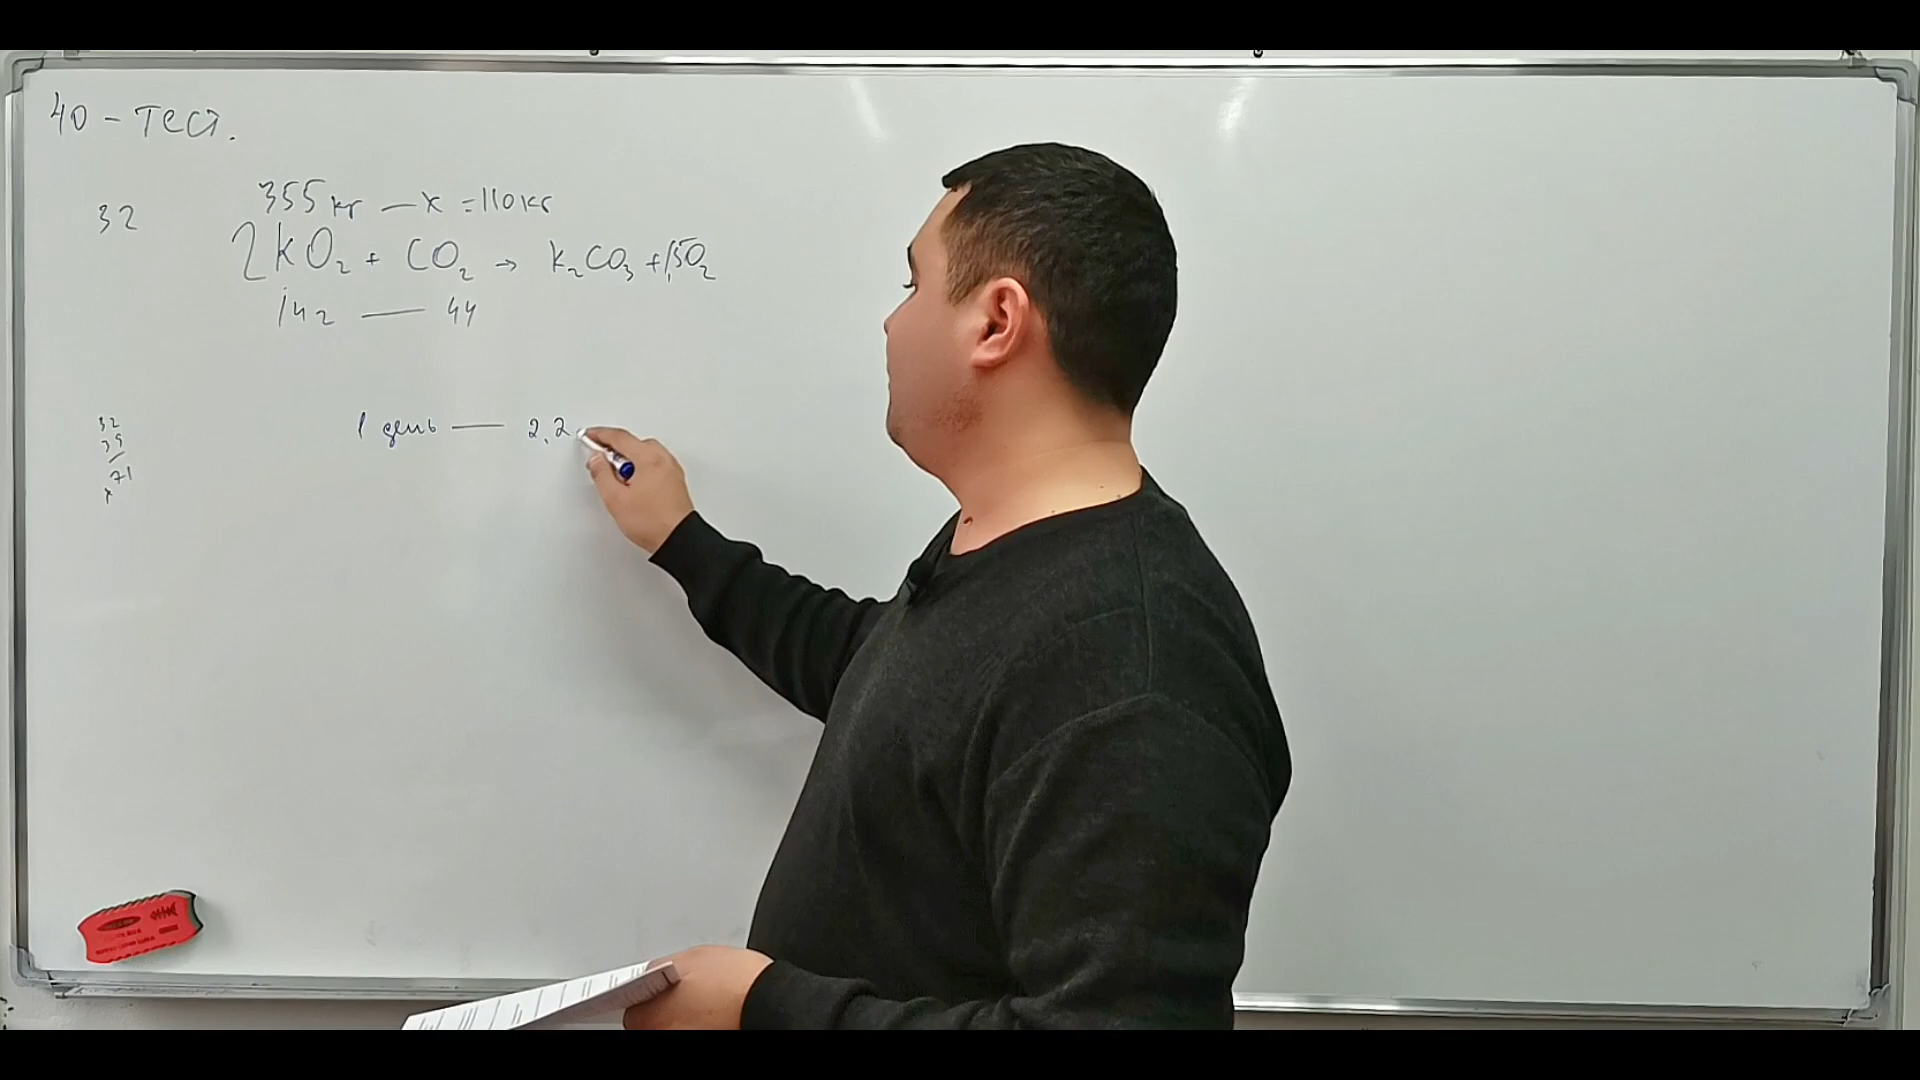 40 - Тест.
32
355 кг — x = 110 кг
2KO₂ + CO₂ → K₂CO₃ + 1,5O₂
142 — 44
1 день — 2,2
32
39
71
x